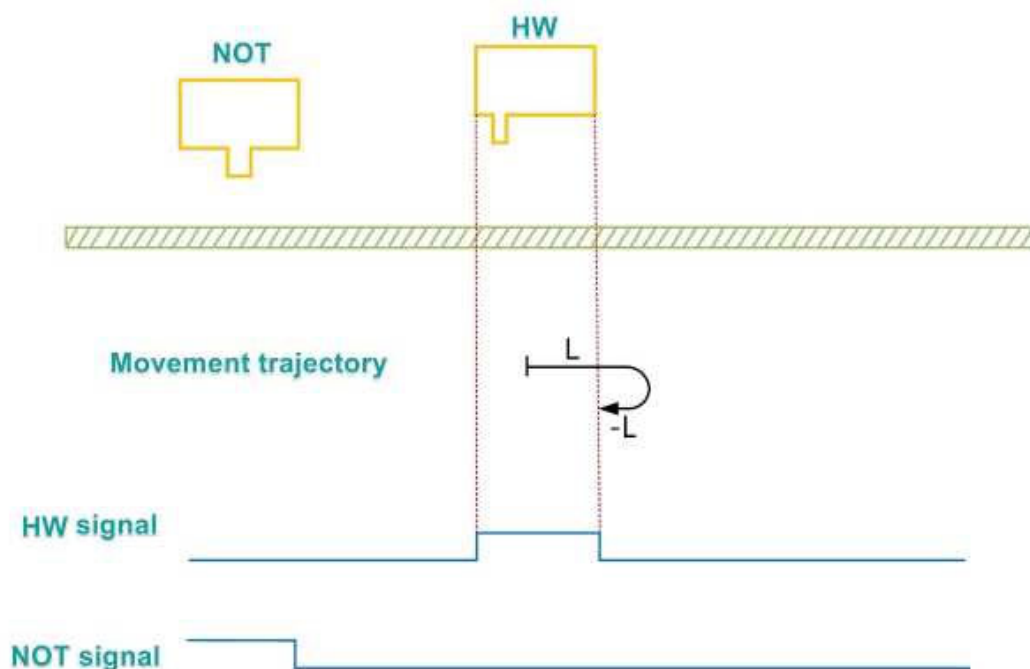 HW
NOT
Movement trajectory
L
-L
HW signal
NOT signal